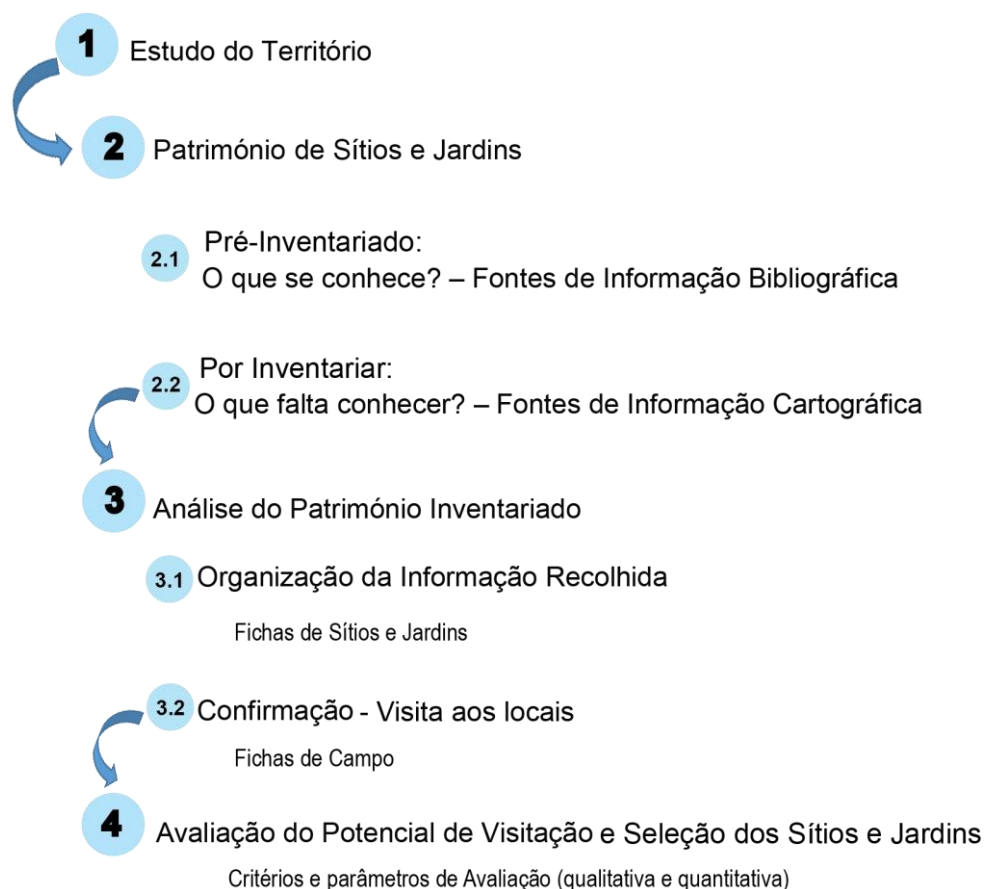 1 Estudo do Território
2 Património de Sítios e Jardins
2.1 Pré-Inventariado:
O que se conhece? – Fontes de Informação Bibliográfica
2.2 Por Inventariar:
O que falta conhecer? – Fontes de Informação Cartográfica
3 Análise do Património Inventariado
3.1 Organização da Informação Recolhida
Fichas de Sítios e Jardins
3.2 Confirmação - Visita aos locais
Fichas de Campo
4 Avaliação do Potencial de Visitação e Seleção dos Sítios e Jardins
Critérios e parâmetros de Avaliação (qualitativa e quantitativa)